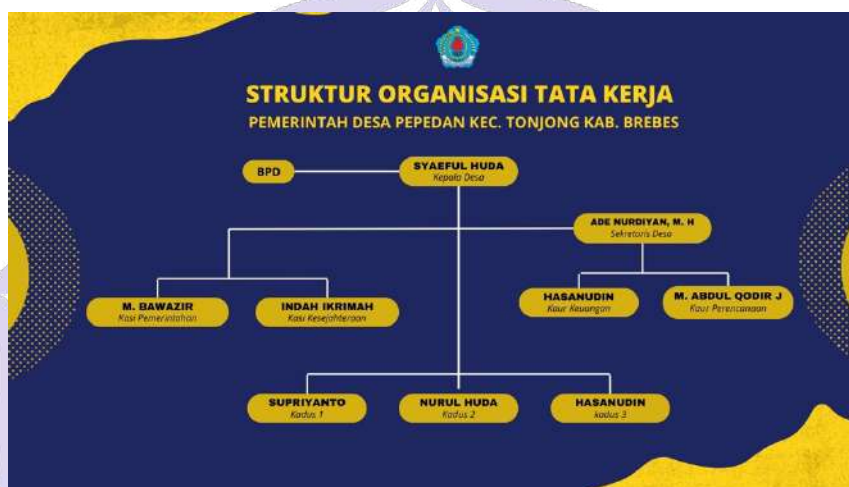 STRUKTUR ORGANISASI TATA KERJA
PEMERINTAH DESA PEPEDAN KEC. TONJONG KAB. BREBES
BPD
SYAEFUL HUDA
Kepala Desa
ADE NURDIYAN, M. H
Sekretaris Desa
M. BAWAZIR
Kasi Pemerintahan
INDAH IKRIMAH
Kasi Kesejahteraan
HASANUDIN
Kaur Keuangan
M. ABDUL QODIR J
Kaur Perencanaan
SUPRIYANTO
Kadus 1
NURUL HUDA
Kadus 2
HASANUDIN
kadus 3